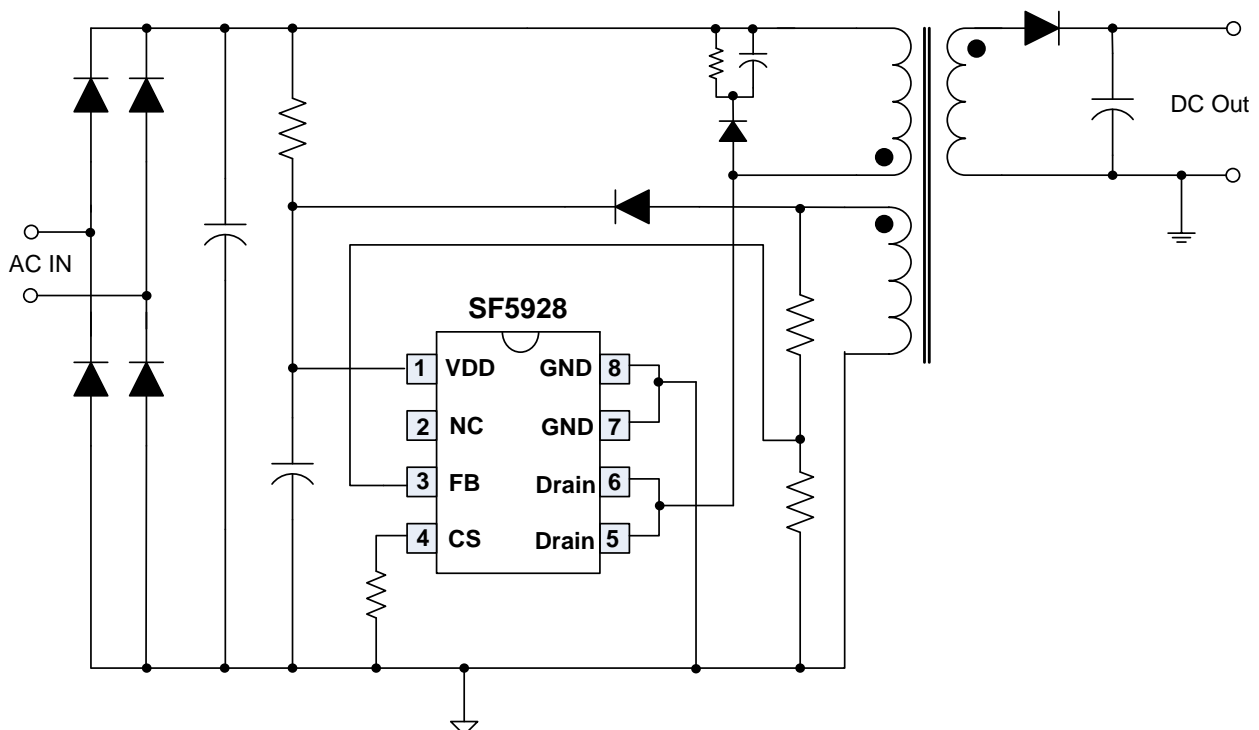 DC Out
AC IN
SF5928
1 VDD GND 8
2 NC GND 7
3 FB Drain 6
4 CS Drain 5